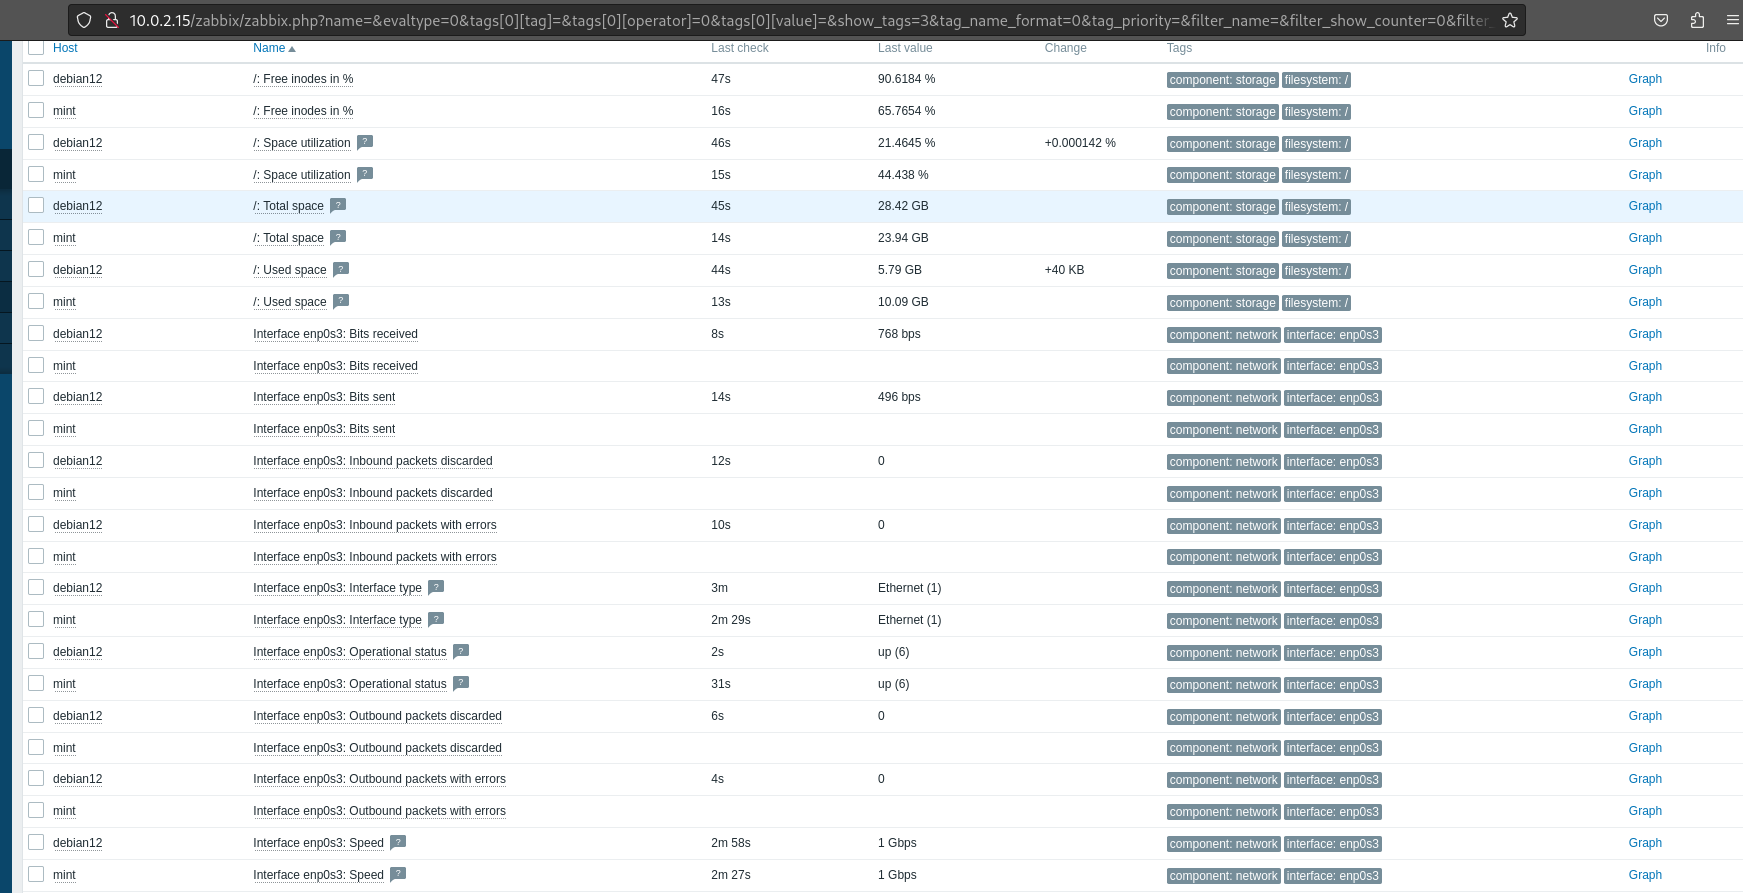 10.0.2.15/zabbix/zabbix.php?name=&evaltype=0&tags[0][tag]=&tags[0][operator]=0&tags[0][value]=&show_tags=3&tag_name_format=0&tag_priority=&filter_name=&filter_show_counter=0&filter_
Host Name Last check Last value Change Tags Info
debian12 /: Free inodes in % 47s 90.6184 % component: storage filesystem: / Graph
mint /: Free inodes in % 16s 65.7654 % component: storage filesystem: / Graph
debian12 /: Space utilization ? 46s 21.4645 % +0.000142 % component: storage filesystem: / Graph
mint /: Space utilization ? 15s 44.438 % component: storage filesystem: / Graph
debian12 /: Total space ? 45s 28.42 GB component: storage filesystem: / Graph
mint /: Total space ? 14s 23.94 GB component: storage filesystem: / Graph
debian12 /: Used space ? 44s 5.79 GB +40 KB component: storage filesystem: / Graph
mint /: Used space ? 13s 10.09 GB component: storage filesystem: / Graph
debian12 Interface enp0s3: Bits received 8s 768 bps component: network interface: enp0s3 Graph
mint Interface enp0s3: Bits received component: network interface: enp0s3 Graph
debian12 Interface enp0s3: Bits sent 14s 496 bps component: network interface: enp0s3 Graph
mint Interface enp0s3: Bits sent component: network interface: enp0s3 Graph
debian12 Interface enp0s3: Inbound packets discarded 12s 0 component: network interface: enp0s3 Graph
mint Interface enp0s3: Inbound packets discarded component: network interface: enp0s3 Graph
debian12 Interface enp0s3: Inbound packets with errors 10s 0 component: network interface: enp0s3 Graph
mint Interface enp0s3: Inbound packets with errors component: network interface: enp0s3 Graph
debian12 Interface enp0s3: Interface type ? 3m Ethernet (1) component: network interface: enp0s3 Graph
mint Interface enp0s3: Interface type ? 2m 29s Ethernet (1) component: network interface: enp0s3 Graph
debian12 Interface enp0s3: Operational status ? 2s up (6) component: network interface: enp0s3 Graph
mint Interface enp0s3: Operational status ? 31s up (6) component: network interface: enp0s3 Graph
debian12 Interface enp0s3: Outbound packets discarded 6s 0 component: network interface: enp0s3 Graph
mint Interface enp0s3: Outbound packets discarded component: network interface: enp0s3 Graph
debian12 Interface enp0s3: Outbound packets with errors 4s 0 component: network interface: enp0s3 Graph
mint Interface enp0s3: Outbound packets with errors component: network interface: enp0s3 Graph
debian12 Interface enp0s3: Speed ? 2m 58s 1 Gbps component: network interface: enp0s3 Graph
mint Interface enp0s3: Speed ? 2m 27s 1 Gbps component: network interface: enp0s3 Graph